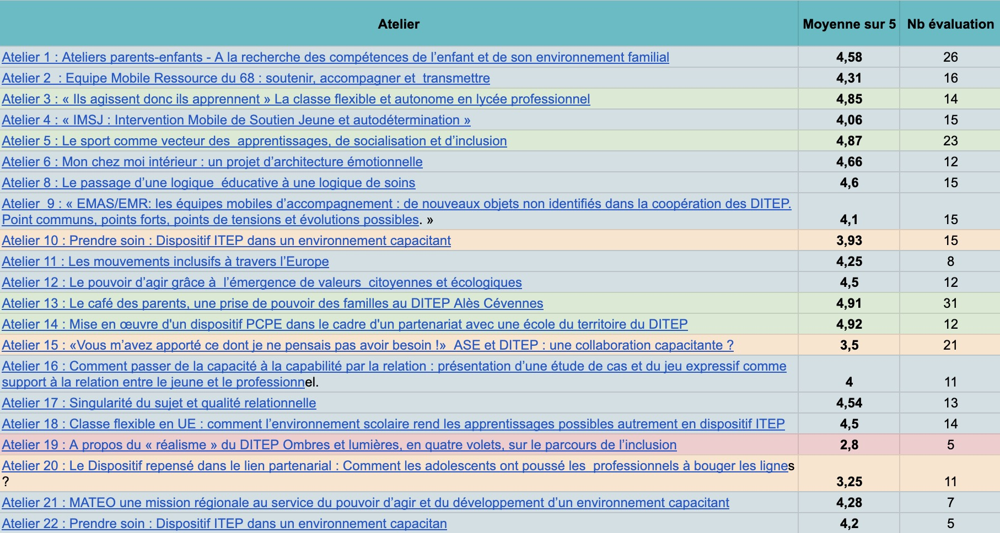 Atelier Moyenne sur 5 Nb évaluation
Atelier 1 : Ateliers parents-enfants - A la recherche des compétences de l’enfant et de son environnement familial 4,58 26
Atelier 2  : Equipe Mobile Ressource du 68 : soutenir, accompagner et  transmettre 4,31 16
Atelier 3 : « Ils agissent donc ils apprennent » La classe flexible et autonome en lycée professionnel 4,85 14
Atelier 4 : « IMSJ : Intervention Mobile de Soutien Jeune et autodétermination » 4,06 15
Atelier 5 : Le sport comme vecteur des  apprentissages, de socialisation et d’inclusion 4,87 23
Atelier 6 : Mon chez moi intérieur : un projet d’architecture émotionnelle 4,66 12
Atelier 8 : Le passage d’une logique  éducative à une logique de soins 4,6 15
Atelier  9 : « EMAS/EMR: les équipes mobiles d’accompagnement : de nouveaux objets non identifiés dans la coopération des DITEP.
Point communs, points forts, points de tensions et évolutions possibles. » 4,1 15
Atelier 10 : Prendre soin : Dispositif ITEP dans un environnement capacitant 3,93 15
Atelier 11 : Les mouvements inclusifs à travers l’Europe 4,25 8
Atelier 12 : Le pouvoir d’agir grâce à  l’émergence de valeurs  citoyennes et écologiques 4,5 12
Atelier 13 : Le café des parents, une prise de pouvoir des familles au DITEP Alès Cévennes 4,91 31
Atelier 14 : Mise en œuvre d'un dispositif PCPE dans le cadre d'un partenariat avec une école du territoire du DITEP 4,92 12
Atelier 15 : «Vous m’avez apporté ce dont je ne pensais pas avoir besoin !»  ASE et DITEP : une collaboration capacitante ? 3,5 21
Atelier 16 : Comment passer de la capacité à la capabilité par la relation : présentation d’une étude de cas et du jeu expressif comme
support à la relation entre le jeune et le professionnel. 4 11
Atelier 17 : Singularité du sujet et qualité relationnelle 4,54 13
Atelier 18 : Classe flexible en UE : comment l’environnement scolaire rend les apprentissages possibles autrement en dispositif ITEP 4,5 14
Atelier 19 : A propos du « réalisme » du DITEP Ombres et lumières, en quatre volets, sur le parcours de l’inclusion 2,8 5
Atelier 20 : Le Dispositif repensé dans le lien partenarial : Comment les adolescents ont poussé les  professionnels à bouger les lignes
? 3,25 11
Atelier 21 : MATEO une mission régionale au service du pouvoir d’agir et du développement d’un environnement capacitant 4,28 7
Atelier 22 : Prendre soin : Dispositif ITEP dans un environnement capacitan 4,2 5